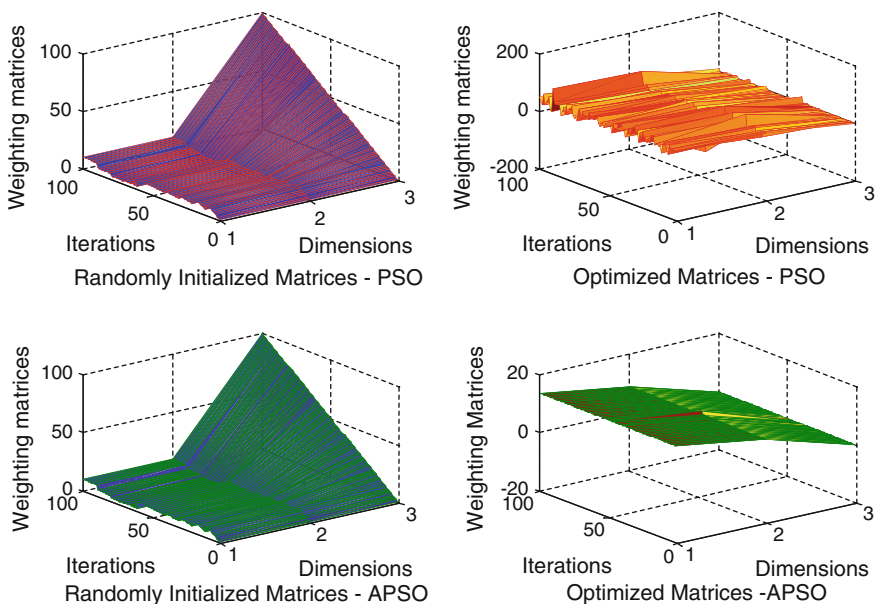 Weighting matrices
100
50
0
100
50
0
1
2
3
Iterations
Dimensions
Randomly Initialized Matrices - PSO
200
0
-200
100
50
0
1
2
3
Weighting matrices
Iterations
Dimensions
Optimized Matrices - PSO
Weighting matrices
100
50
0
100
50
0
1
2
3
Iterations
Dimensions
Randomly Initialized Matrices - APSO
Weighting Matrices
20
0
-20
100
50
0
1
2
3
Iterations
Dimensions
Optimized Matrices -APSO